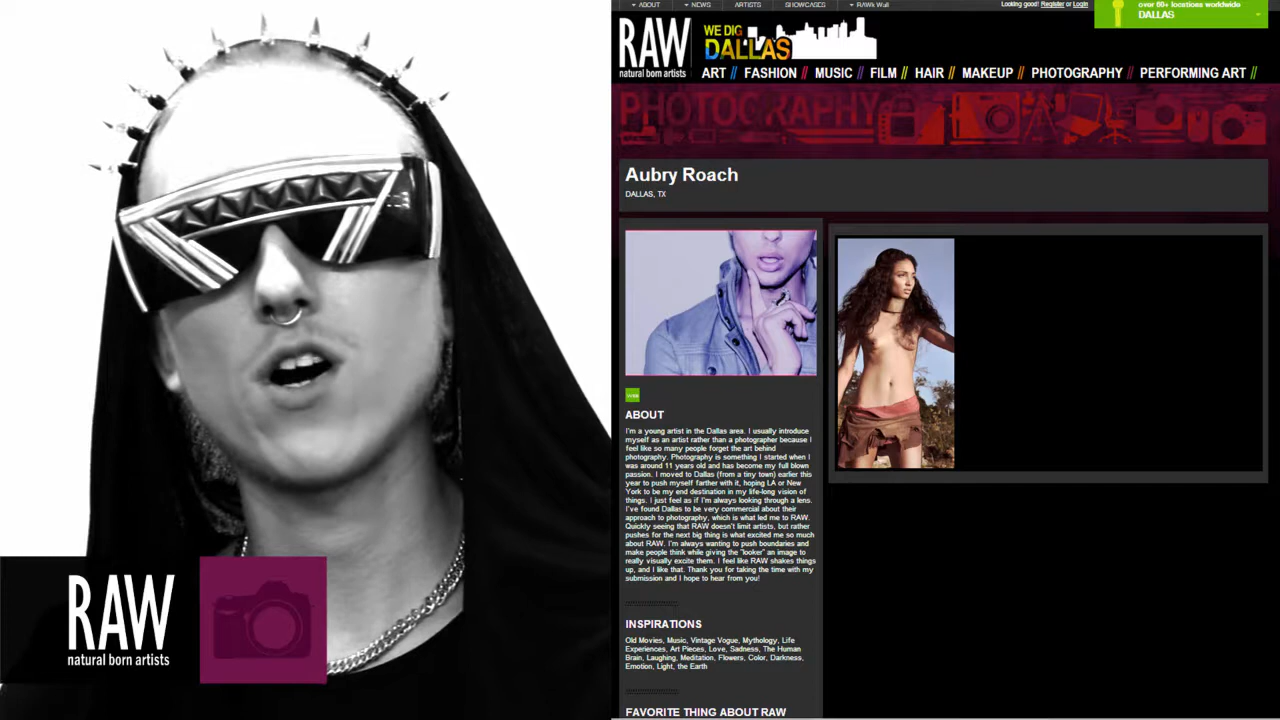 RAW
natural born artists
ABOUT NEWS ARTISTS SHOWCASES RAWk Wall
Looking good! Register or Login
over 60+ locations worldwide
DALLAS
RAW
natural born artists
WE DIG
DALLAS
ART // FASHION // MUSIC // FILM // HAIR // MAKEUP // PHOTOGRAPHY // PERFORMING ART //
PHOTOGRAPHY
Aubry Roach
DALLAS, TX
ABOUT
I'm a young artist in the Dallas area. I usually introduce
myself as an artist rather than a photographer because I
feel like so many people forget the art behind
photography. Photography is something I started when I
was around 11 years old and has become my full blown
passion. I moved to Dallas (from a tiny town) earlier this
year to push myself farther with it, hoping LA or New
York to be my end destination in my life-long vision of
things. I just feel as if I'm always looking through a lens.
I've found Dallas to be very commercial about their
approach to photography, which is what led me to RAW.
Quickly seeing that RAW doesn't limit artists, but rather
pushes for the next big thing is what excited me so much
about RAW. I'm always wanting to push boundaries and
make people think while giving the "looker" an image to
really visually excite them. I feel like RAW shakes things
up, and I like that. Thank you for taking the time with my
submission and I hope to hear from you!
INSPIRATIONS
Old Movies, Music, Vintage Vogue, Mythology, Life
Experiences, Art Pieces, Love, Sadness, The Human
Brain, Laughing, Meditation, Flowers, Color, Darkness,
Emotion, Light, the Earth
FAVORITE THING ABOUT RAW